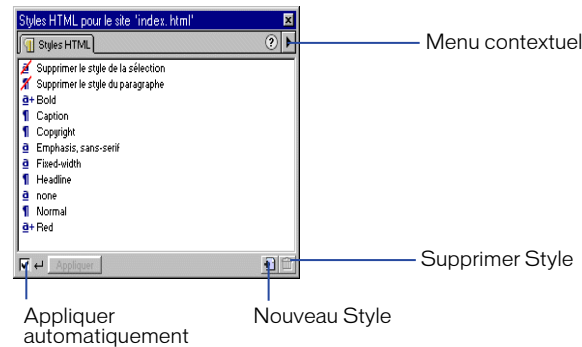 Styles HTML pour le site 'index.html'
Styles HTML
?
Menu contextuel
Supprimer le style de la sélection
Supprimer le style du paragraphe
a+ Bold
¶ Caption
¶ Copyright
a Emphasis, sans-serif
a Fixed-width
¶ Headline
a none
¶ Normal
a+ Red
Appliquer
Supprimer Style
Appliquer
automatiquement
Nouveau Style